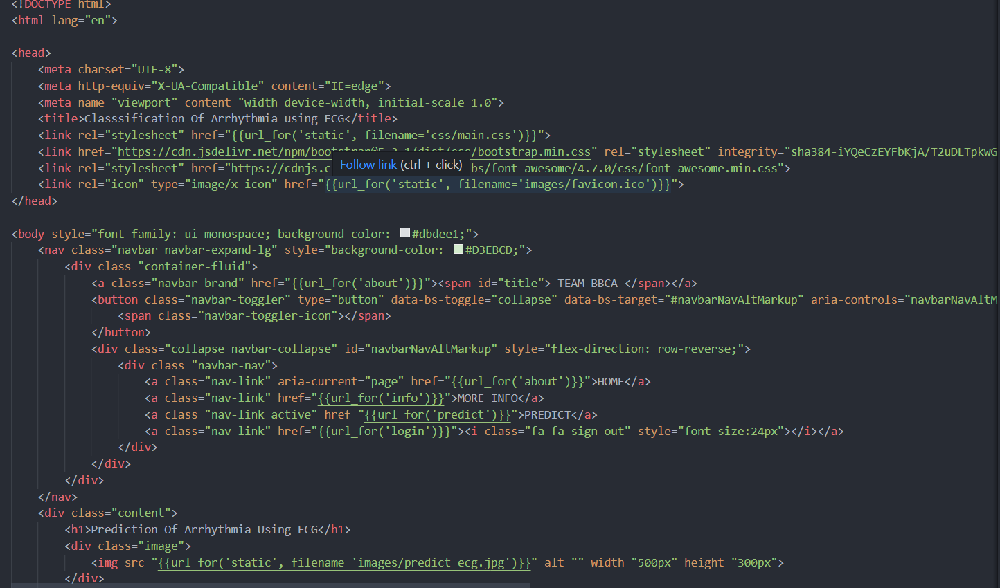 <!DOCTYPE html>
<html lang="en">
<head>
<meta charset="UTF-8">
<meta http-equiv="X-UA-Compatible" content="IE=edge">
<meta name="viewport" content="width=device-width, initial-scale=1.0">
<title>Classsification Of Arrhythmia using ECG</title>
<link rel="stylesheet" href="{{url_for('static', filename='css/main.css')}}">
<link href="https://cdn.jsdelivr.net/npm/bootstrap@5.2.1/dist/css/bootstrap.min.css" rel="stylesheet" integrity="sha384-iYQeCzEYFbKjA/T2uDLTpkwG
<link rel="stylesheet" href="https://cdnjs.c bs/font-awesome/4.7.0/css/font-awesome.min.css">
Follow link (ctrl + click)
<link rel="icon" type="image/x-icon" href="{{url_for('static', filename='images/favicon.ico')}}">
</head>
<body style="font-family: ui-monospace; background-color: #dbdee1;">
<nav class="navbar navbar-expand-lg" style="background-color: #D3EBCD;">
<div class="container-fluid">
<a class="navbar-brand" href="{{url_for('about')}}"><span id="title"> TEAM BBCA </span></a>
<button class="navbar-toggler" type="button" data-bs-toggle="collapse" data-bs-target="#navbarNavAltMarkup" aria-controls="navbarNavAltM
<span class="navbar-toggler-icon"></span>
</button>
<div class="collapse navbar-collapse" id="navbarNavAltMarkup" style="flex-direction: row-reverse;">
<div class="navbar-nav">
<a class="nav-link" aria-current="page" href="{{url_for('about')}}">HOME</a>
<a class="nav-link" href="{{url_for('info')}}">MORE INFO</a>
<a class="nav-link active" href="{{url_for('predict')}}">PREDICT</a>
<a class="nav-link" href="{{url_for('login')}}"><i class="fa fa-sign-out" style="font-size:24px"></i></a>
</div>
</div>
</div>
</nav>
<div class="content">
<h1>Prediction Of Arrhythmia Using ECG</h1>
<div class="image">
<img src="{{url_for('static', filename='images/predict_ecg.jpg')}}" alt="" width="500px" height="300px">
</div>